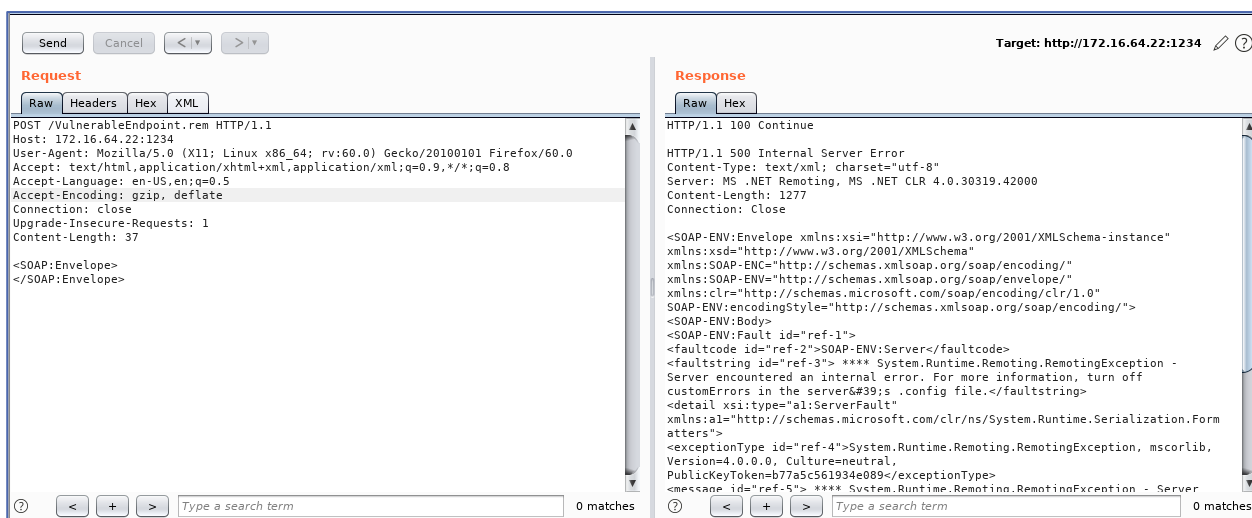 Send
Cancel
< | ▾
> | ▾
Target: http://172.16.64.22:1234
Request
Raw Headers Hex XML
POST /VulnerableEndpoint.rem HTTP/1.1
Host: 172.16.64.22:1234
User-Agent: Mozilla/5.0 (X11; Linux x86_64; rv:60.0) Gecko/20100101 Firefox/60.0
Accept: text/html,application/xhtml+xml,application/xml;q=0.9,*/*;q=0.8
Accept-Language: en-US,en;q=0.5
Accept-Encoding: gzip, deflate
Connection: close
Upgrade-Insecure-Requests: 1
Content-Length: 37
<SOAP:Envelope>
</SOAP:Envelope>
? < + > Type a search term 0 matches
Response
Raw Hex
HTTP/1.1 100 Continue
HTTP/1.1 500 Internal Server Error
Content-Type: text/xml; charset="utf-8"
Server: MS .NET Remoting, MS .NET CLR 4.0.30319.42000
Content-Length: 1277
Connection: Close
<SOAP-ENV:Envelope xmlns:xsi="http://www.w3.org/2001/XMLSchema-instance"
xmlns:xsd="http://www.w3.org/2001/XMLSchema"
xmlns:SOAP-ENC="http://schemas.xmlsoap.org/soap/encoding/"
xmlns:SOAP-ENV="http://schemas.xmlsoap.org/soap/envelope/"
xmlns:clr="http://schemas.microsoft.com/soap/encoding/clr/1.0"
SOAP-ENV:encodingStyle="http://schemas.xmlsoap.org/soap/encoding/">
<SOAP-ENV:Body>
<SOAP-ENV:Fault id="ref-1">
<faultcode id="ref-2">SOAP-ENV:Server</faultcode>
<faultstring id="ref-3"> **** System.Runtime.Remoting.RemotingException -
Server encountered an internal error. For more information, turn off
customErrors in the server&#39;s .config file.</faultstring>
<detail xsi:type="a1:ServerFault"
xmlns:a1="http://schemas.microsoft.com/clr/ns/System.Runtime.Serialization.Form
atters">
<exceptionType id="ref-4">System.Runtime.Remoting.RemotingException, mscorlib,
Version=4.0.0.0, Culture=neutral,
PublicKeyToken=b77a5c561934e089</exceptionType>
<message id="ref-5"> **** System.Runtime.Remoting.RemotingException - Server
? < + > Type a search term 0 matches